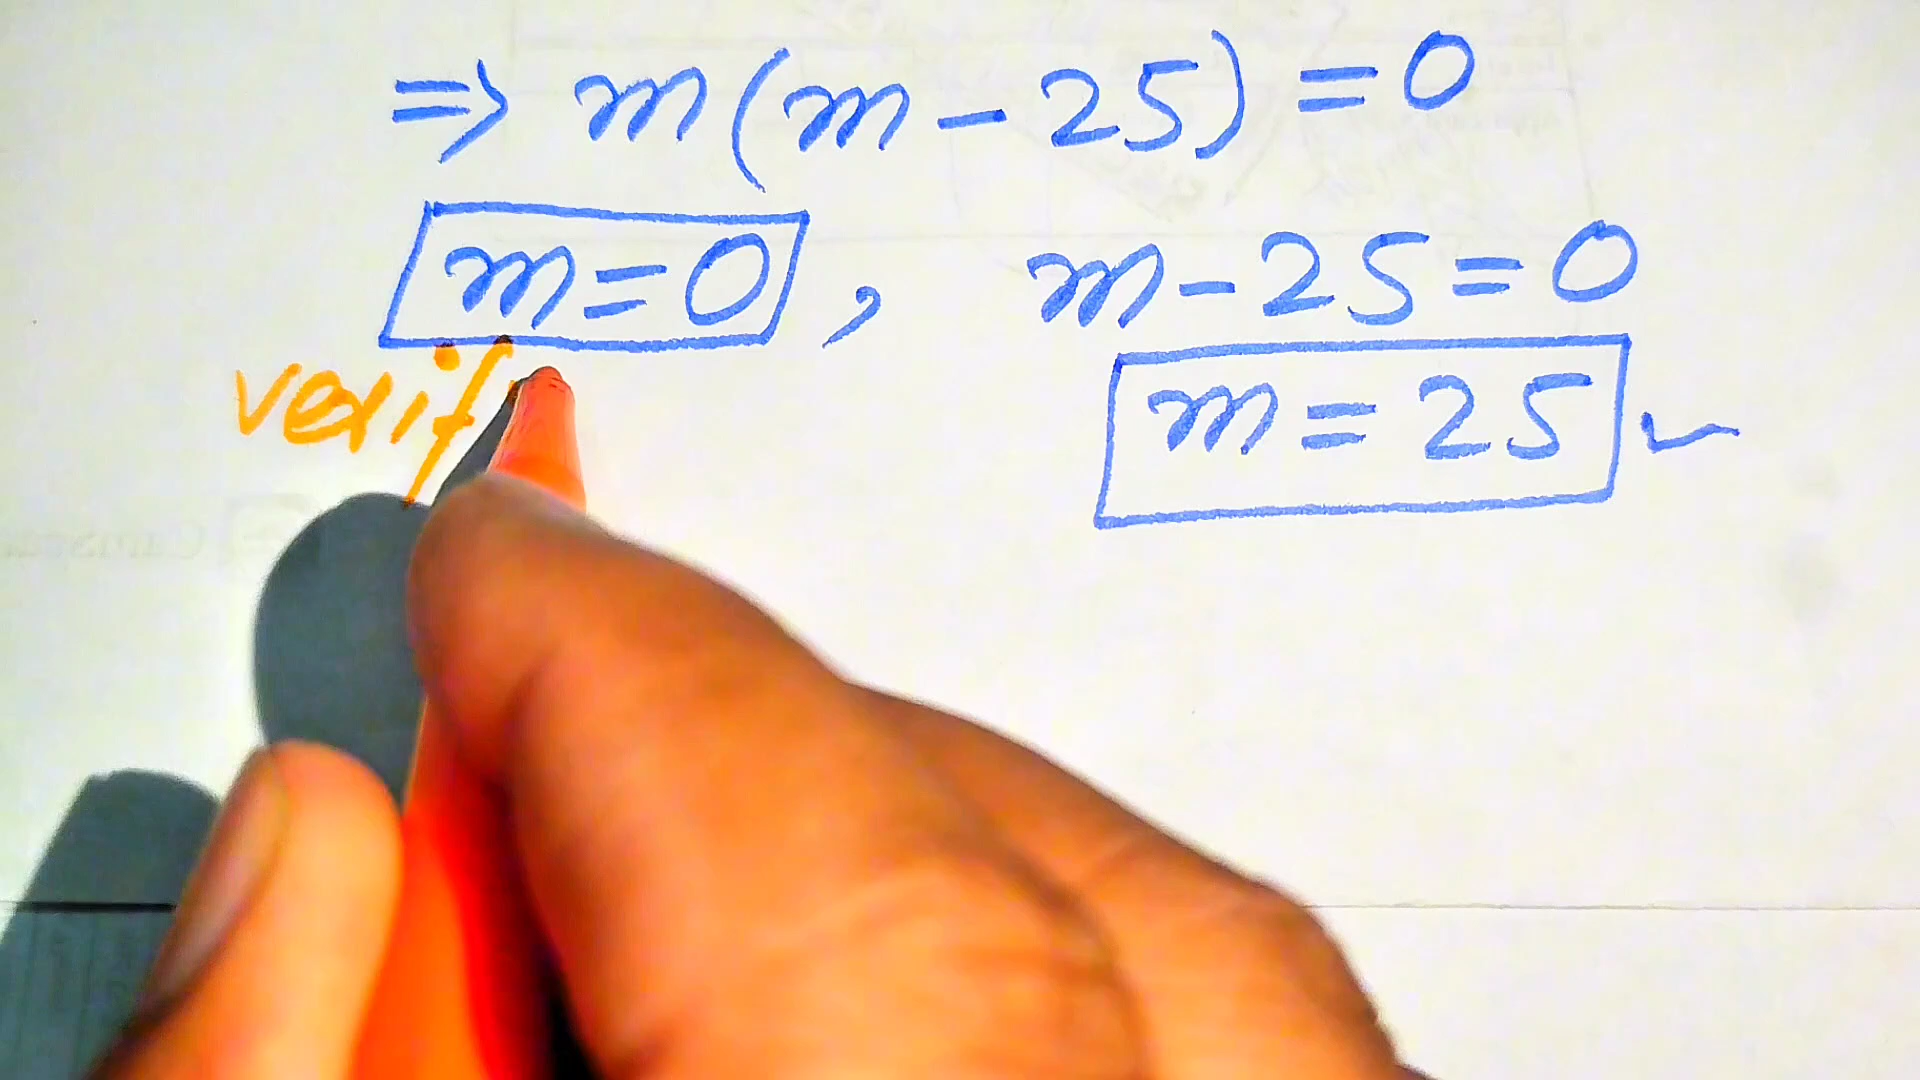 ⇒ m(m-25)=0
m=0, m-25=0
m=25 ✓
verif